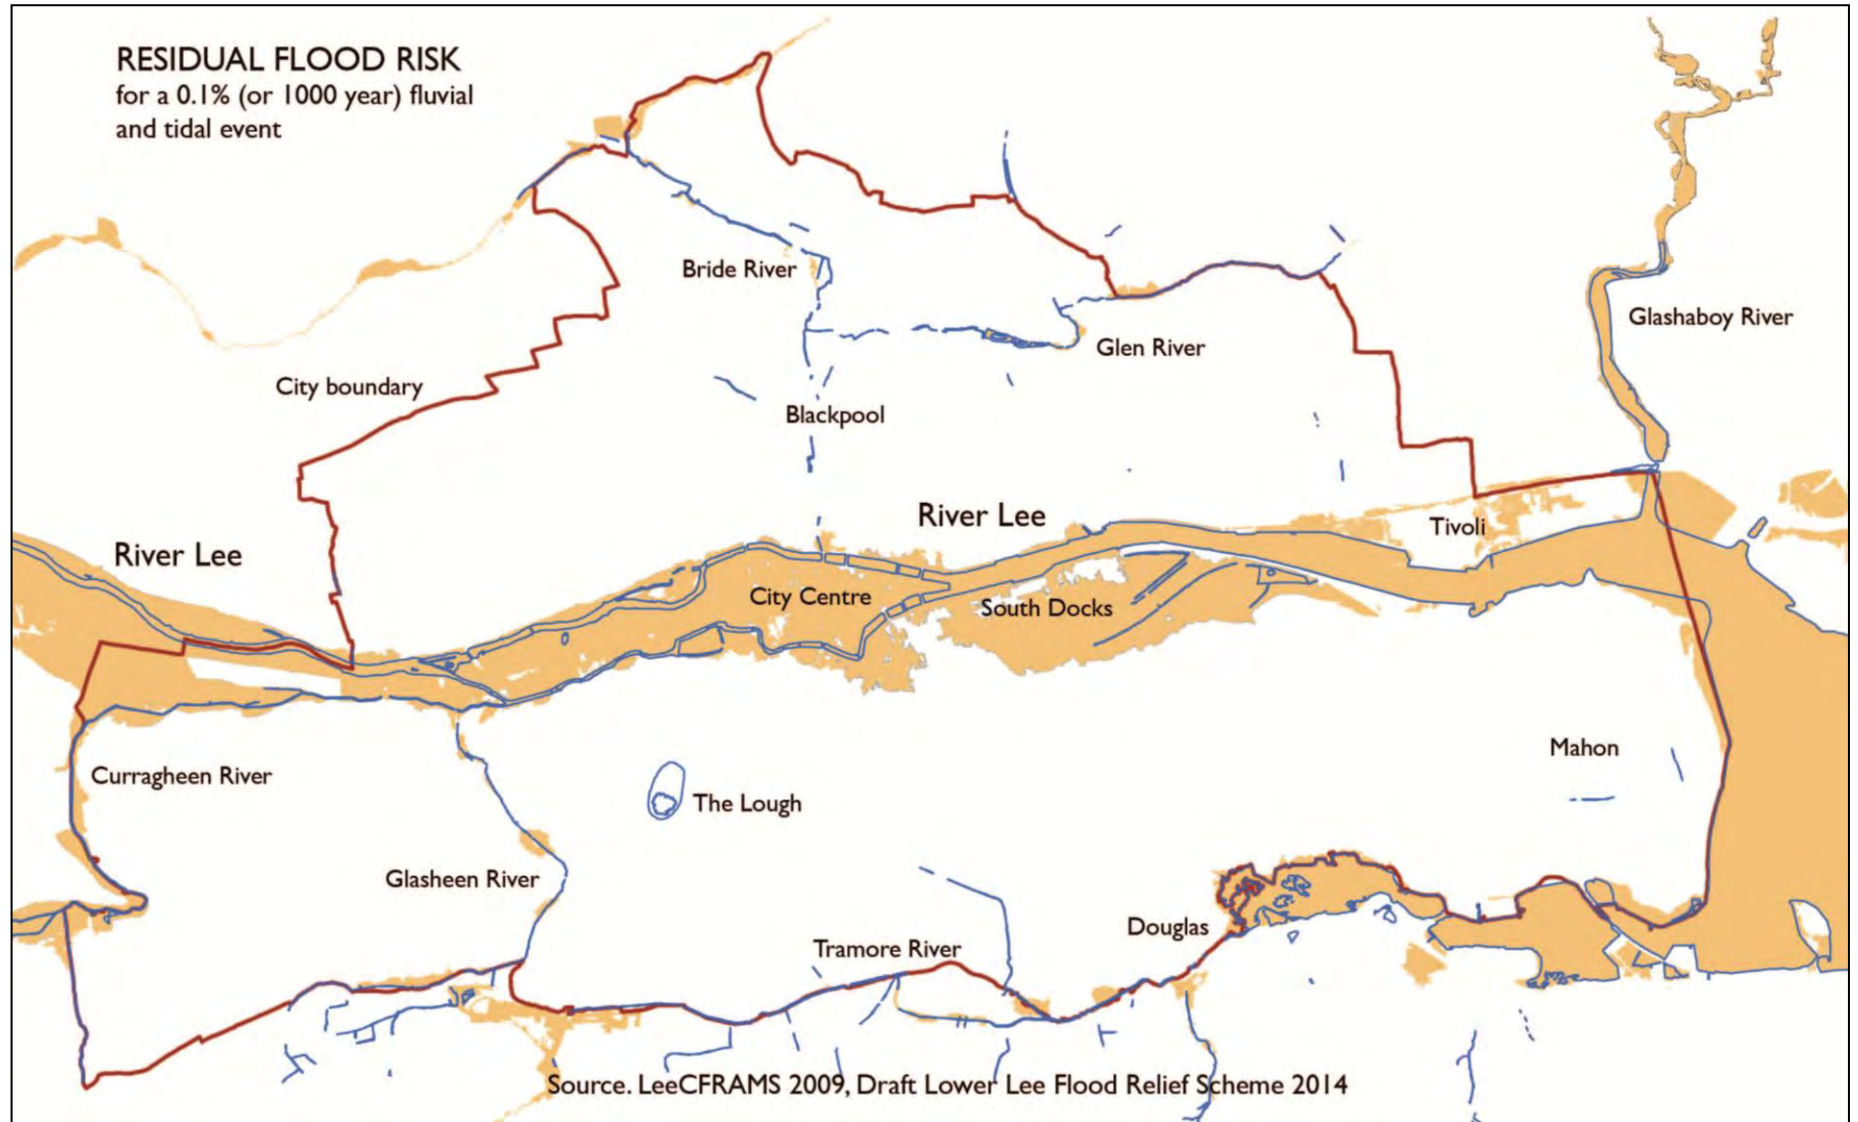 RESIDUAL FLOOD RISK
for a 0.1% (or 1000 year) fluvial
and tidal event
Bride River
Glashaboy River
Glen River
City boundary
Blackpool
River Lee
Tivoli
River Lee
City Centre
South Docks
Mahon
Curragheen River
The Lough
Glasheen River
Douglas
Tramore River
Source. LeeCFRAMS 2009, Draft Lower Lee Flood Relief Scheme 2014